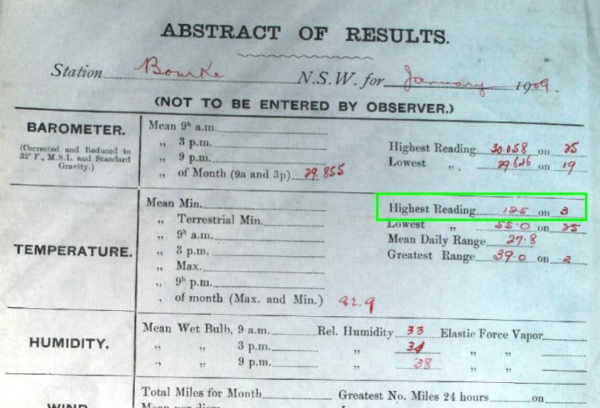 ABSTRACT OF RESULTS.
Station Bourke N.S.W. for January 1909.
(NOT TO BE ENTERED BY OBSERVER.)
BAROMETER.
(Corrected and Reduced to
32° F., M.S.L. and Standard
Gravity.)
Mean 9h a.m.
„ 3 p.m.
„ 9 p.m.
„ of Month (9a and 3p) 29.855
Highest Reading 30.058 on 25
Lowest „ 29.646 on 19
TEMPERATURE.
Mean Min.
„ Terrestrial Min.
„ 9h a.m.
„ 3 p.m.
„ Max.
„ 9h p.m.
„ of month (Max. and Min.) 92.9
Highest Reading 125 on 3
Lowest „ 55.0 on 25
Mean Daily Range 27.8
Greatest Range 39.0 on 2
HUMIDITY.
Mean Wet Bulb, 9 a.m. Rel. Humidity 33 Elastic Force Vapor
„ „ 3 p.m. „ 34 „ „
„ „ 9 p.m. „ 38 „ „
WIND
Total Miles for Month Greatest No. Miles 24 hours on